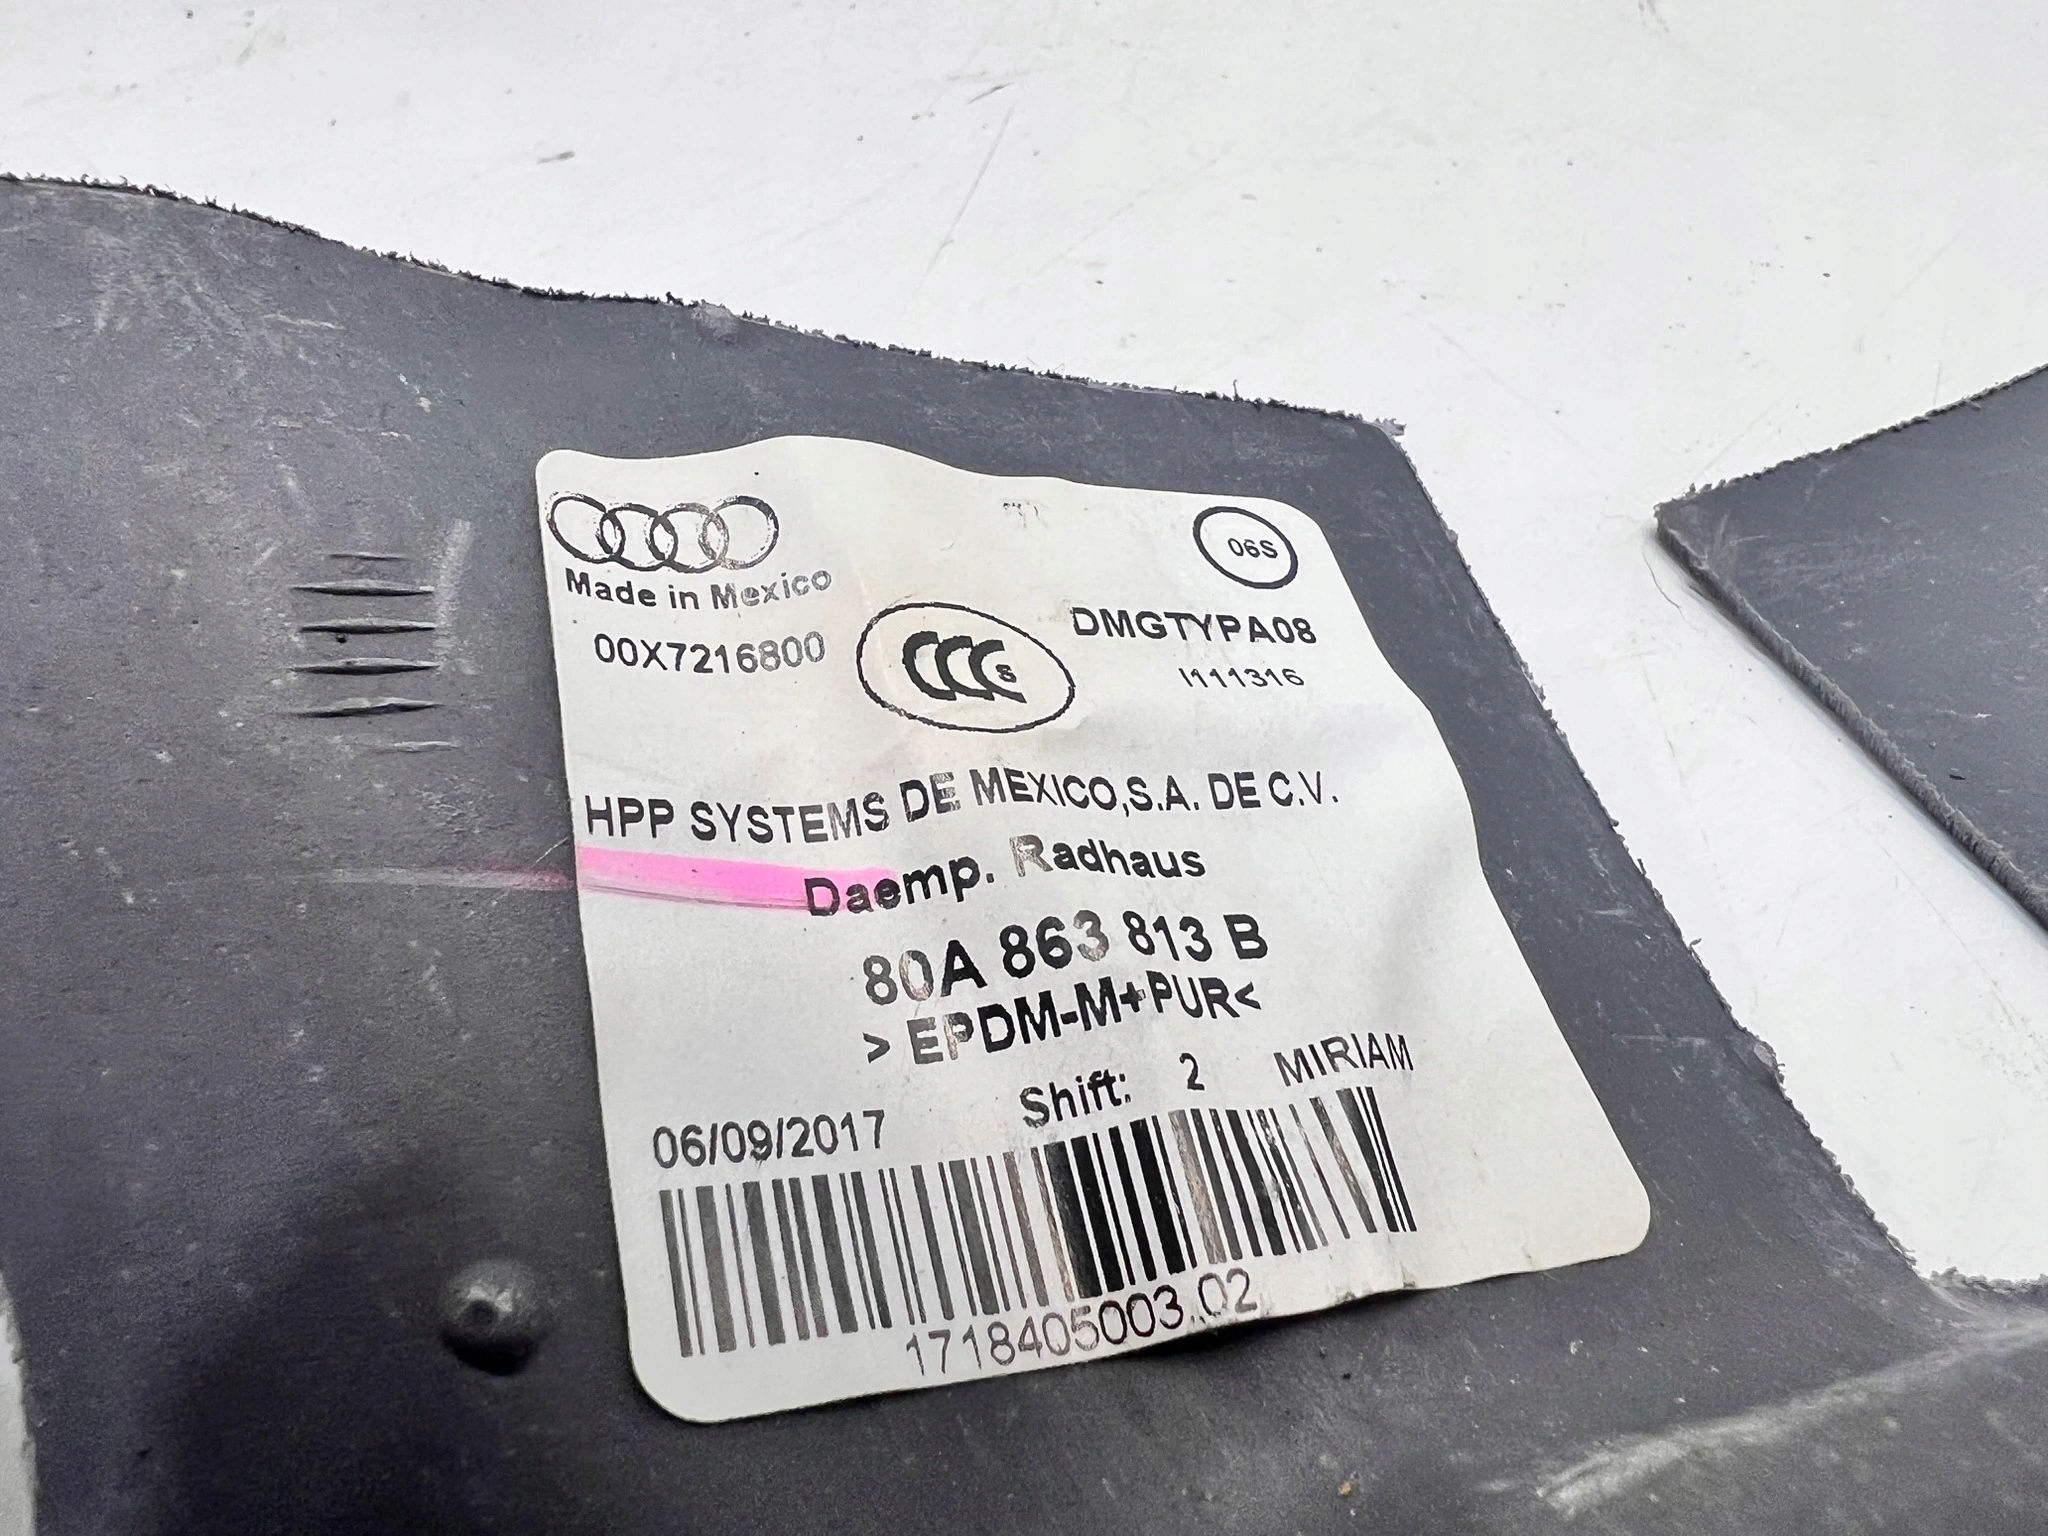 06S
Made in Mexico
00X7216800
CCC S
DMGTYPA08
I111316
HPP SYSTEMS DE MEXICO,S.A. DE C.V.
Daemp. Radhaus
80A 863 813 B
> EPDM-M+PUR<
Shift: 2 MIRIAM
06/09/2017
1718405003..02